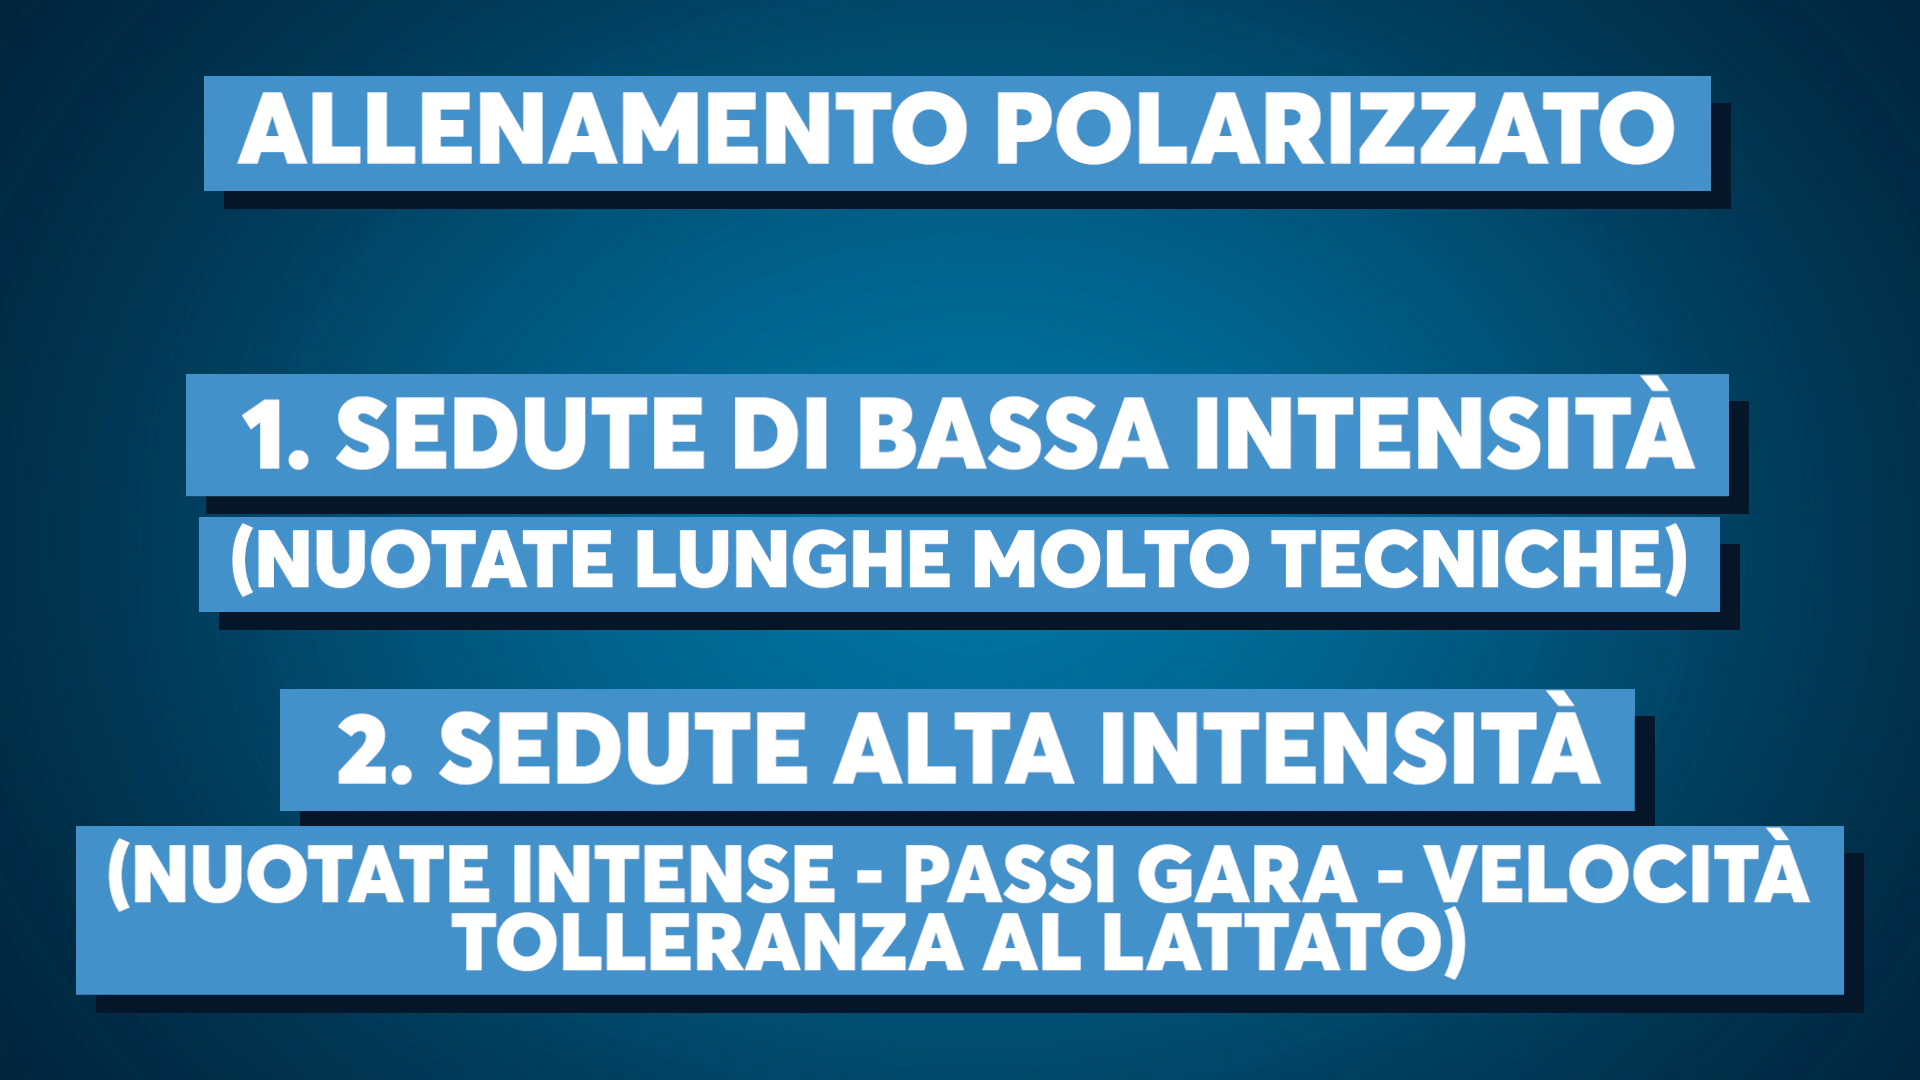 ALLENAMENTO POLARIZZATO
1. SEDUTE DI BASSA INTENSITÀ
(NUOTATE LUNGHE MOLTO TECNICHE)
2. SEDUTE ALTA INTENSITÀ
(NUOTATE INTENSE - PASSI GARA - VELOCITÀ
TOLLERANZA AL LATTATO)